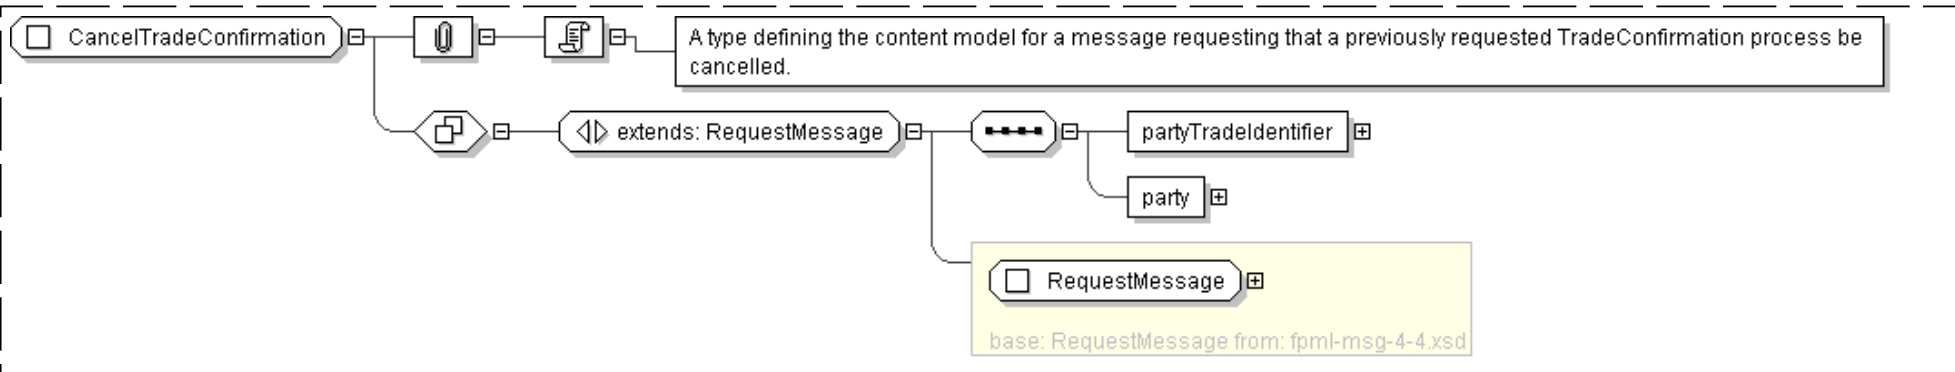 CancelTradeConfirmation
A type defining the content model for a message requesting that a previously requested TradeConfirmation process be
cancelled.
extends: RequestMessage
partyTradeIdentifier
party
RequestMessage
base: RequestMessage from: fpml-msg-4-4.xsd